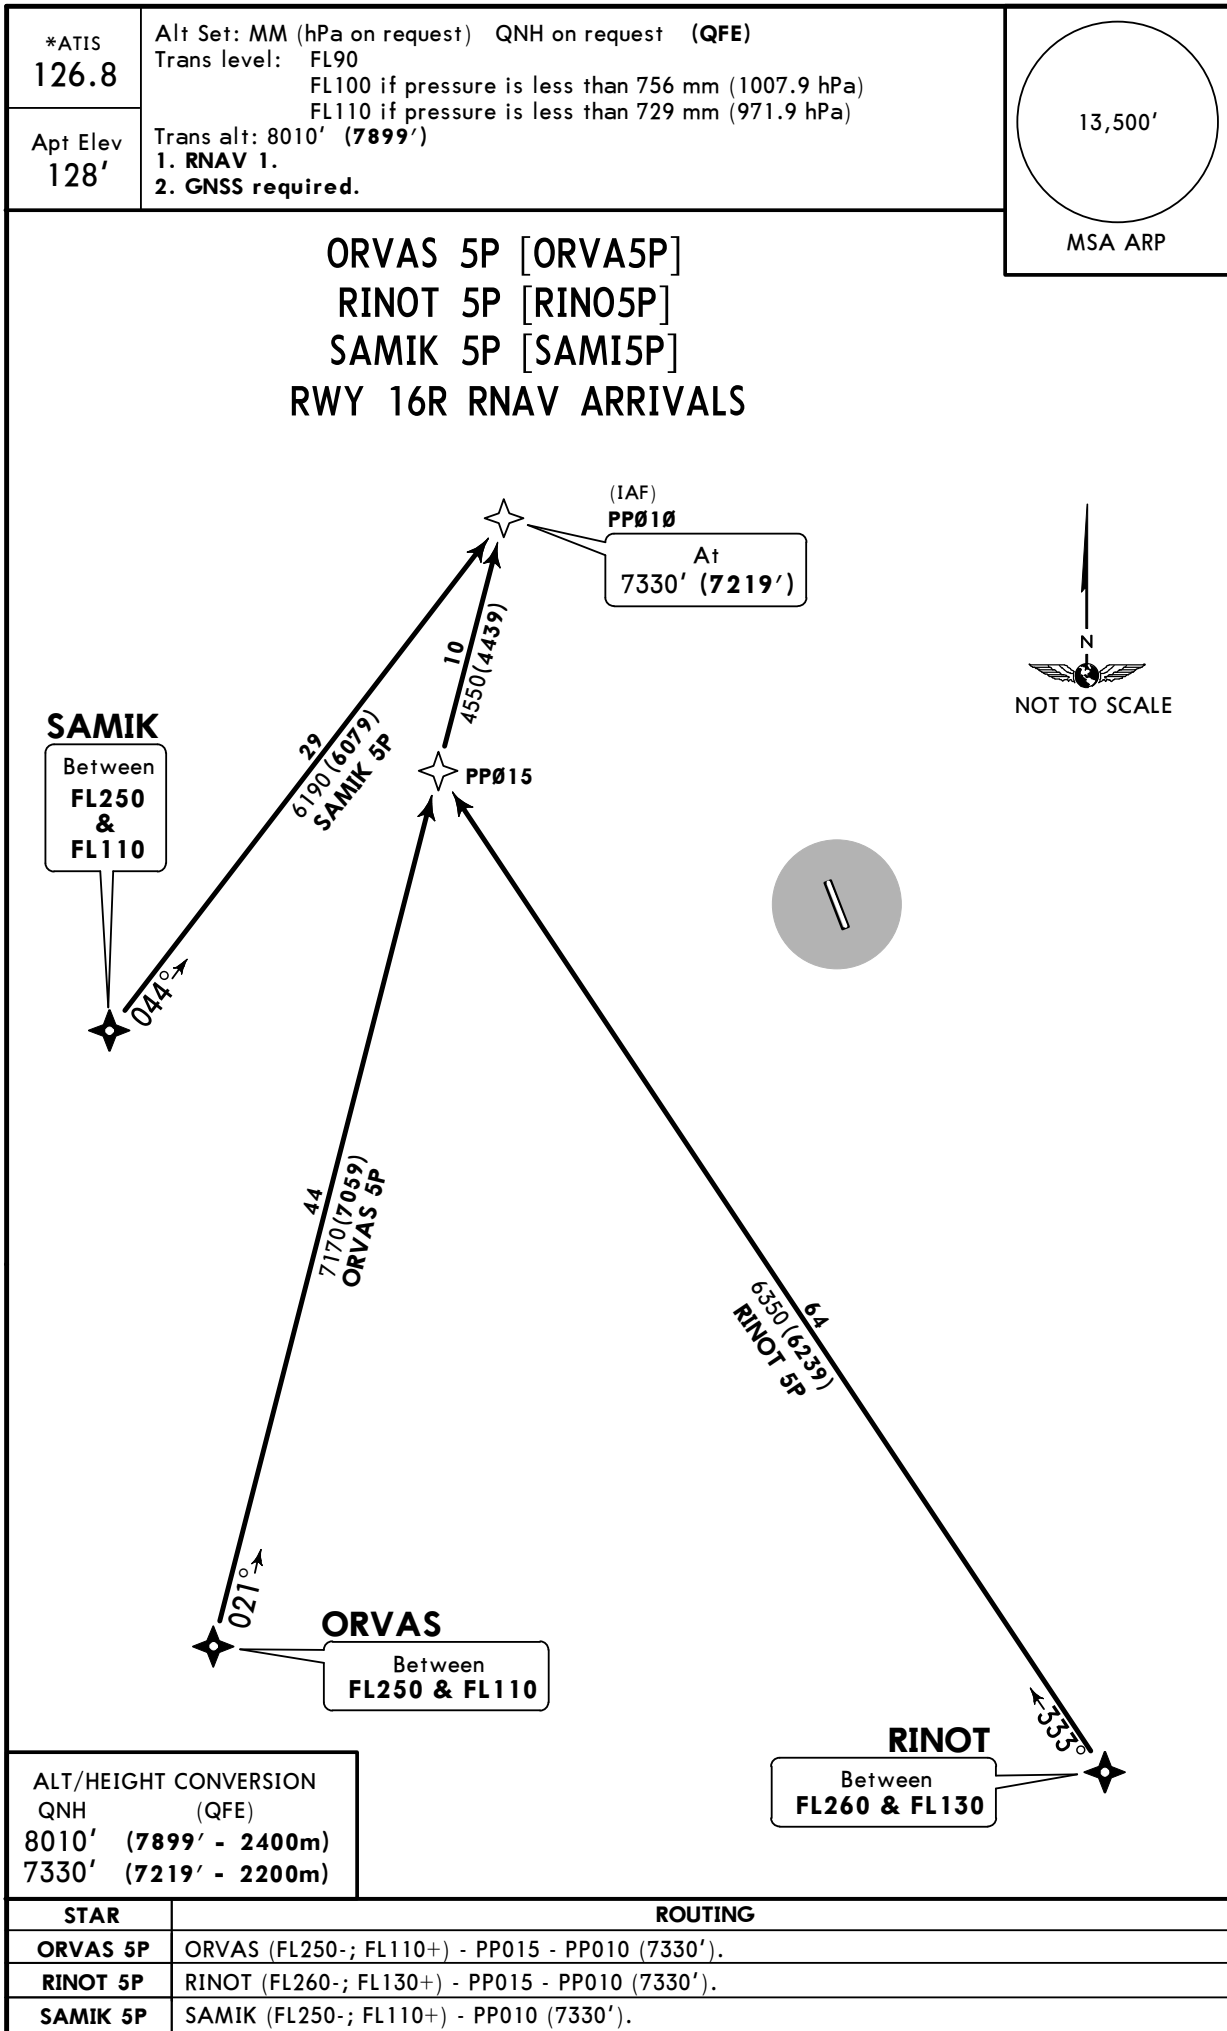 *ATIS
126.8
Apt Elev
128'
Alt Set: MM (hPa on request) QNH on request (QFE)
Trans level: FL90
FL100 if pressure is less than 756 mm (1007.9 hPa)
FL110 if pressure is less than 729 mm (971.9 hPa)
Trans alt: 8010' (7899')
1. RNAV 1.
2. GNSS required.
13,500'
MSA ARP
ORVAS 5P [ORVA5P]
RINOT 5P [RINO5P]
SAMIK 5P [SAMI5P]
RWY 16R RNAV ARRIVALS
(IAF)
PPØ1Ø
At
7330' (7219')
10
4550(4439)
N
NOT TO SCALE
SAMIK
Between
FL250
&
FL110
29
6190(6079)
SAMIK 5P
PPØ15
044°
44
7170(7059)
ORVAS 5P
64
6350(6239)
RINOT 5P
021°
ORVAS
Between
FL250 & FL110
333°
RINOT
Between
FL260 & FL130
ALT/HEIGHT CONVERSION
QNH (QFE)
8010' (7899' - 2400m)
7330' (7219' - 2200m)
STAR ROUTING
ORVAS 5P ORVAS (FL250-; FL110+) - PP015 - PP010 (7330').
RINOT 5P RINOT (FL260-; FL130+) - PP015 - PP010 (7330').
SAMIK 5P SAMIK (FL250-; FL110+) - PP010 (7330').